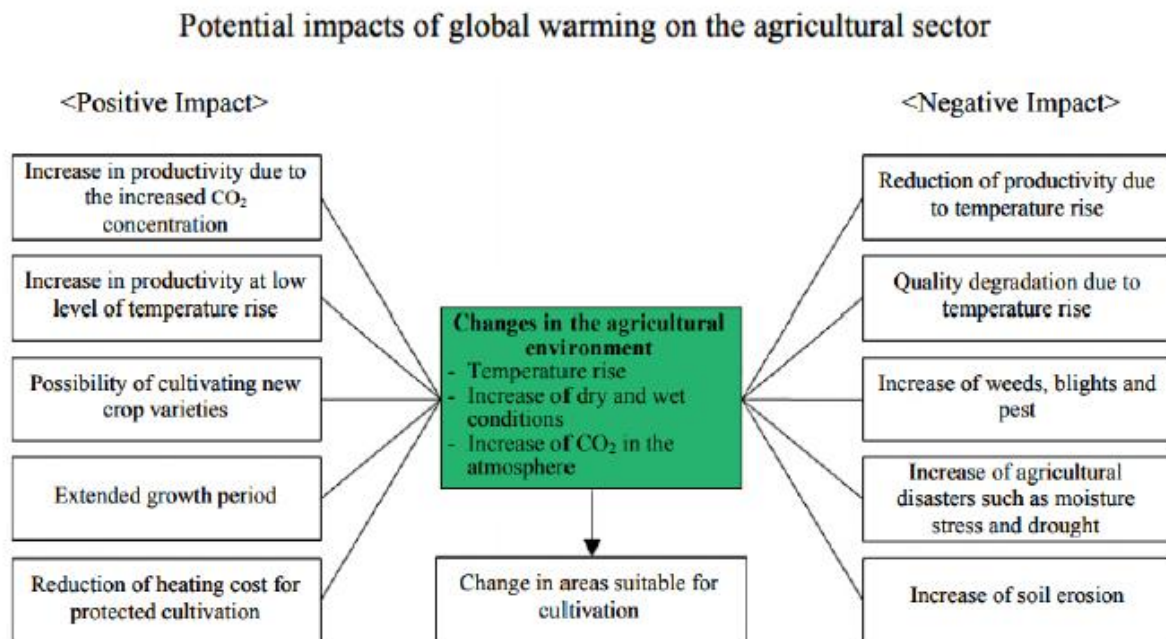 Potential impacts of global warming on the agricultural sector
<Positive Impact>
Increase in productivity due to
the increased CO₂
concentration
Increase in productivity at low
level of temperature rise
Possibility of cultivating new
crop varieties
Extended growth period
Reduction of heating cost for
protected cultivation
Changes in the agricultural
environment
- Temperature rise
- Increase of dry and wet
conditions
- Increase of CO₂ in the
atmosphere
Change in areas suitable for
cultivation
<Negative Impact>
Reduction of productivity due
to temperature rise
Quality degradation due to
temperature rise
Increase of weeds, blights and
pest
Increase of agricultural
disasters such as moisture
stress and drought
Increase of soil erosion